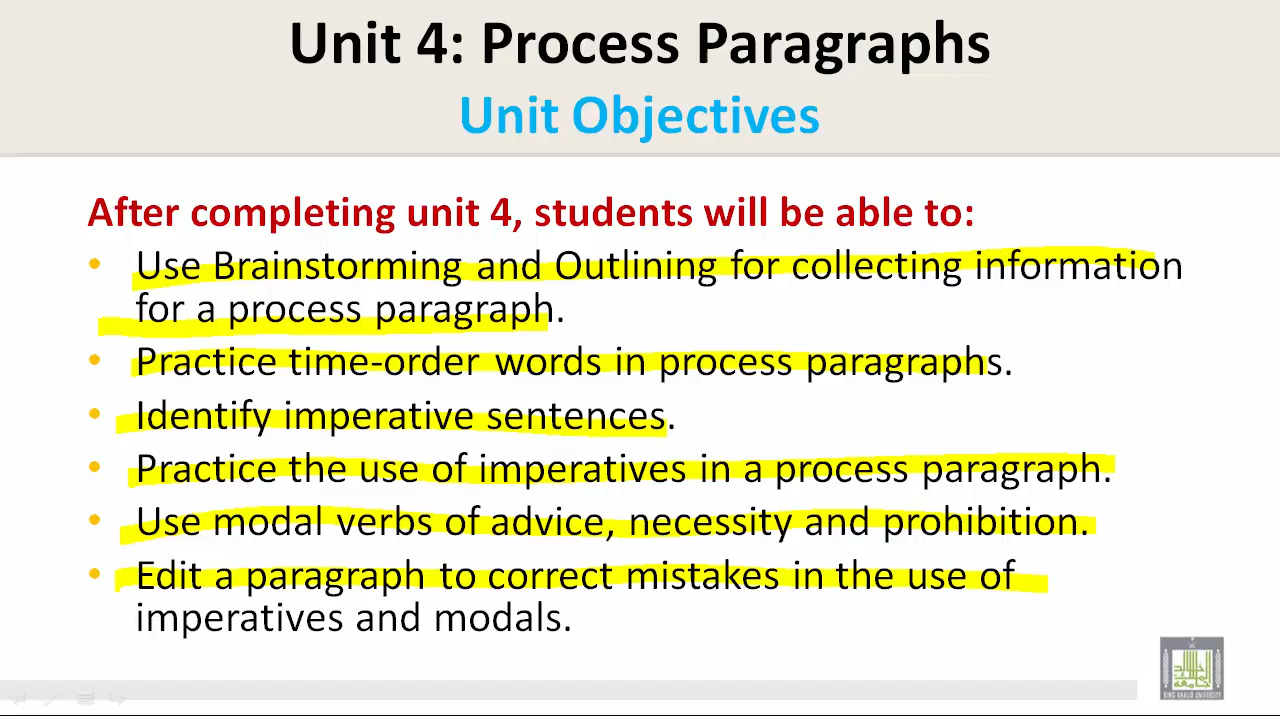 Unit 4: Process Paragraphs
Unit Objectives
After completing unit 4, students will be able to:
• Use Brainstorming and Outlining for collecting information
for a process paragraph.
• Practice time-order words in process paragraphs.
• Identify imperative sentences.
• Practice the use of imperatives in a process paragraph.
• Use modal verbs of advice, necessity and prohibition.
• Edit a paragraph to correct mistakes in the use of
imperatives and modals.
KING KHALID UNIVERSITY